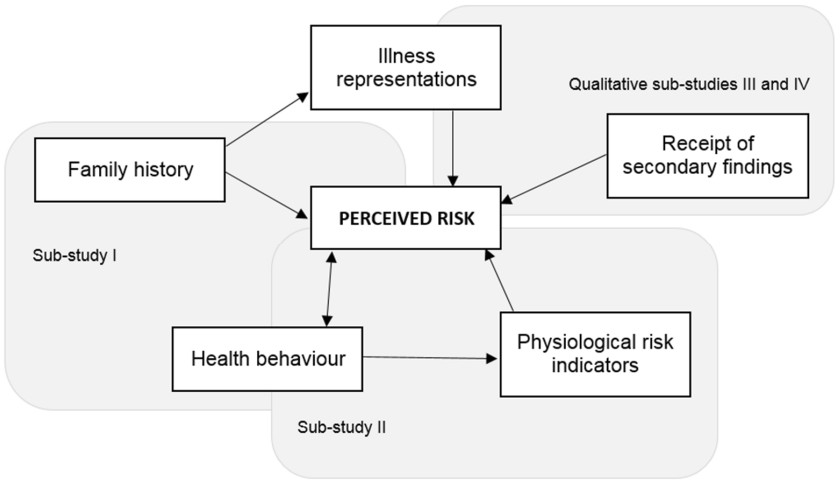 Illness
representations
Qualitative sub-studies III and IV
Receipt of
secondary findings
Family history
PERCEIVED RISK
Sub-study I
Health behaviour
Physiological risk
indicators
Sub-study II